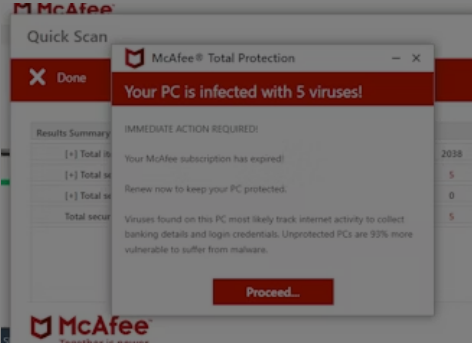 McAfee
Quick Scan
McAfee® Total Protection
Done
Your PC is infected with 5 viruses!
Results Summary
IMMEDIATE ACTION REQUIRED!
[+] Total
2038
Your McAfee subscription has expired!
[+] Total
5
Renew now to keep your PC protected.
[+] Total
0
Total
5
Viruses found on this PC most likely track internet activity to collect
banking details and login credentials. Unprotected PCs are 93% more
vulnerable to suffer from malware.
Proceed...
McAfee
Together is power